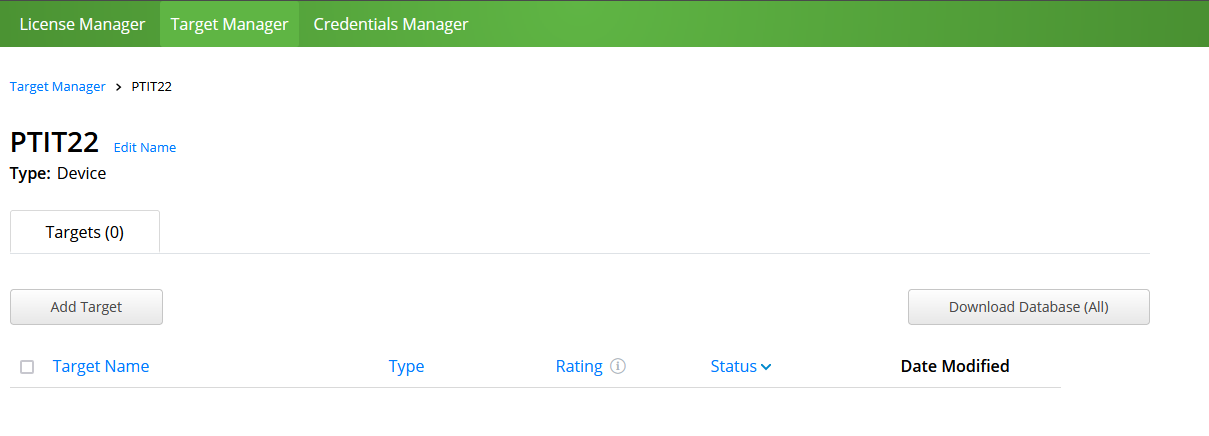 License Manager Target Manager Credentials Manager
Target Manager > PTIT22
PTIT22 Edit Name
Type: Device
Targets (0)
Add Target Download Database (All)
Target Name Type Rating Status Date Modified